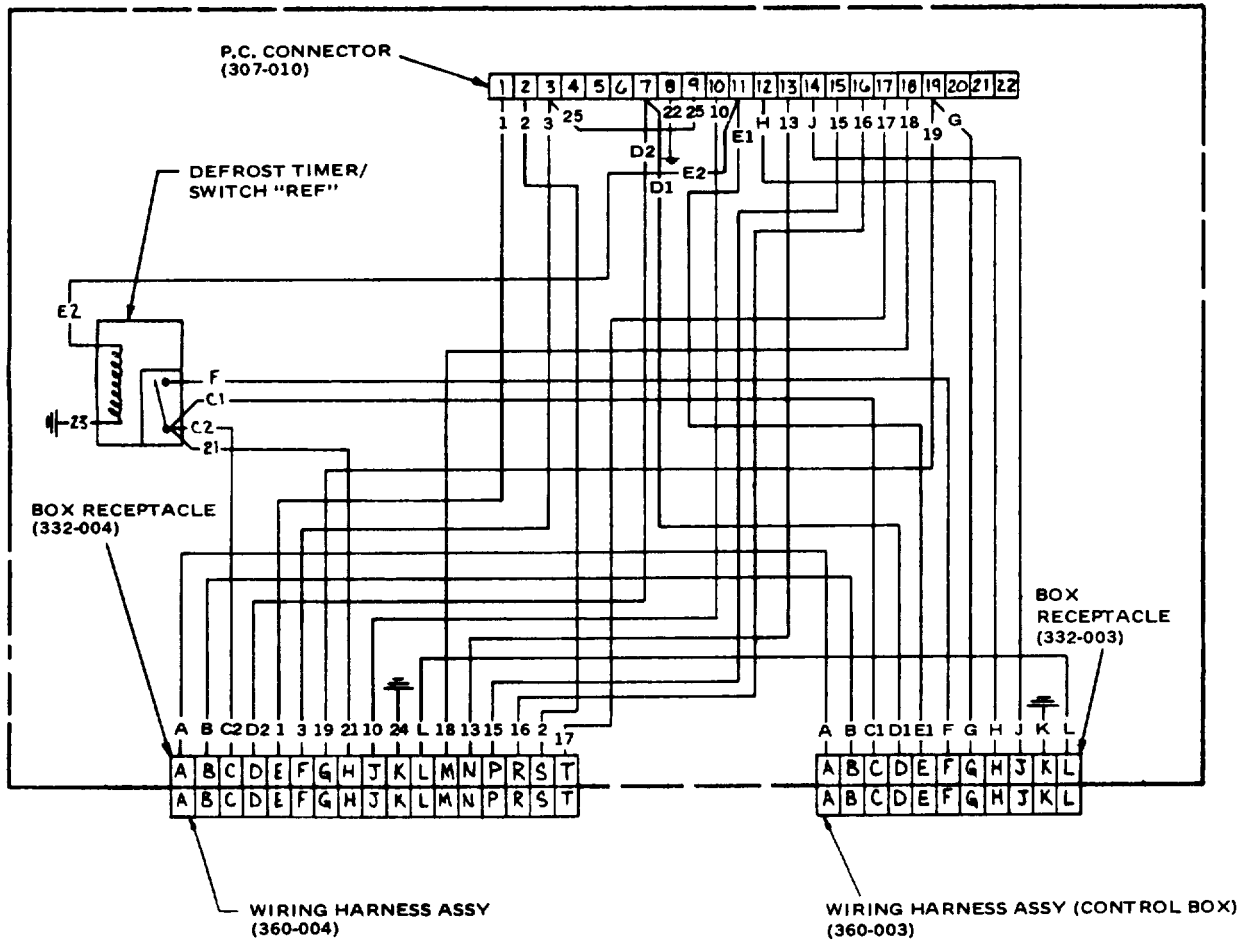 P.C. CONNECTOR
(307-010)
1 2 3 4 5 6 7 8 9 10 11 12 13 14 15 16 17 18 19 20 21 22
1 2 3 25 22 25 10 E1 H 13 J 15 16 17 18 19 G
D2 D1 E2
DEFROST TIMER/
SWITCH "REF"
E2
F
C1
23
C2
21
BOX RECEPTACLE
(332-004)
BOX
RECEPTACLE
(332-003)
A B C2 D2 1 3 19 21 10 24 L 18 13 15 16 2 17
A B C1 D1 E1 F G H J K L
A B C D E F G H J K L M N P R S T
A B C D E F G H J K L
A B C D E F G H J K L M N P R S T
A B C D E F G H J K L
WIRING HARNESS ASSY
(360-004)
WIRING HARNESS ASSY (CONTROL BOX)
(360-003)